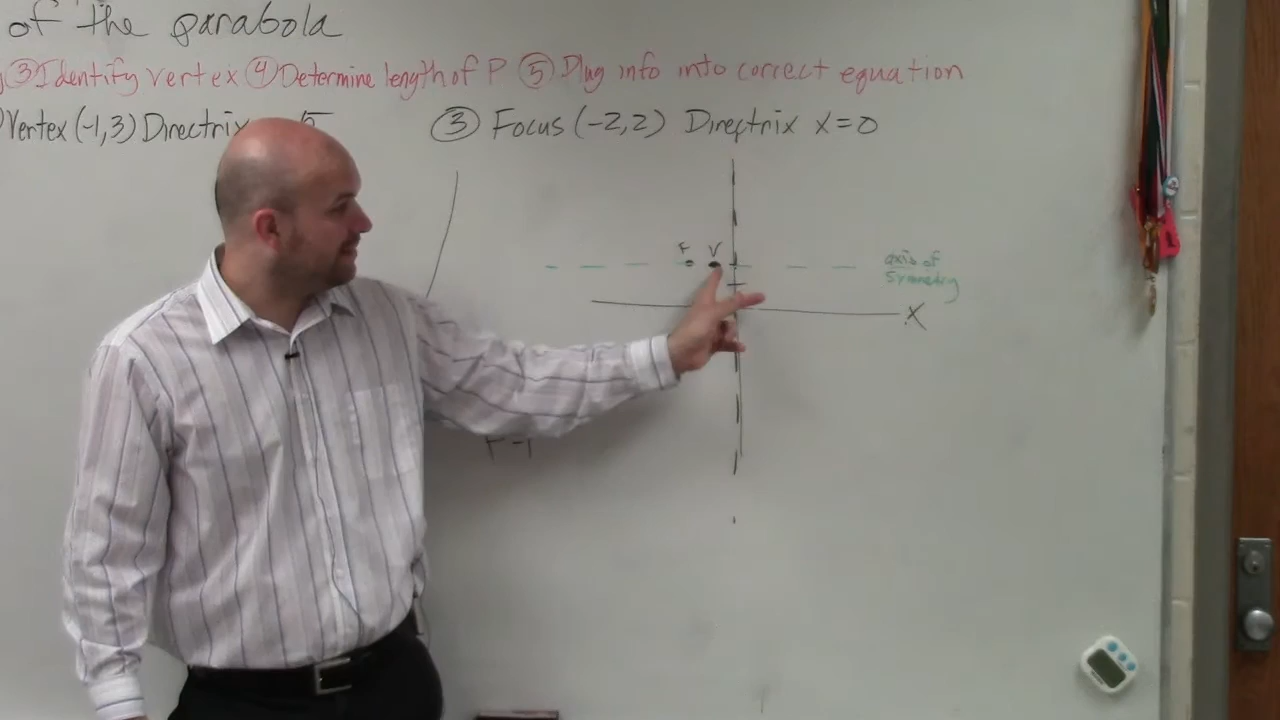 of the parabola
③ Identify vertex ④ Determine length of P ⑤ Plug info into correct equation
Vertex (-1,3) Directrix
③ Focus (-2,2) Directrix x=0
F V
axis of
symmetry
X